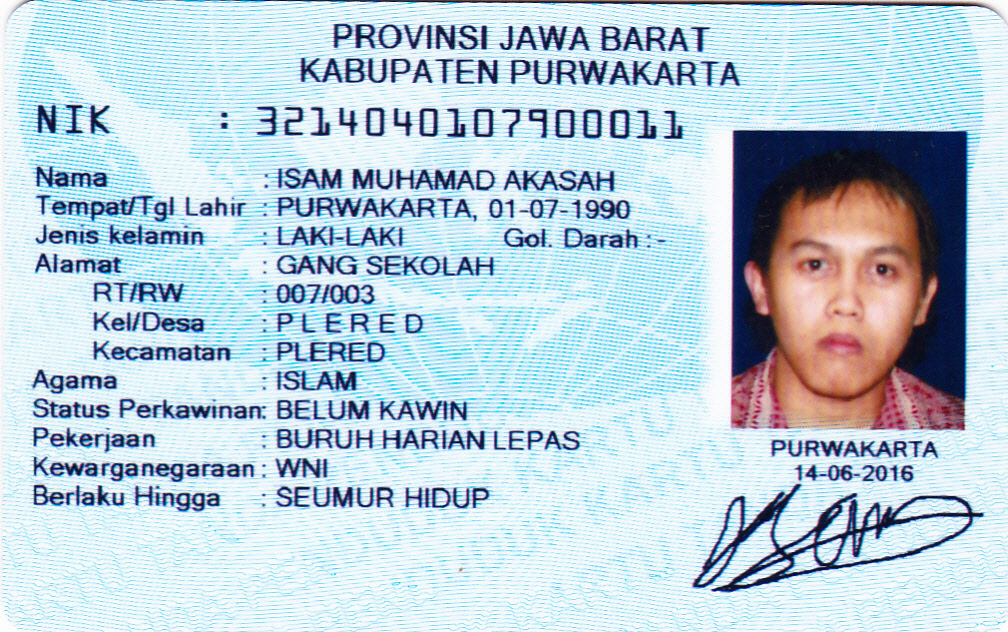 PROVINSI JAWA BARAT
KABUPATEN PURWAKARTA
NIK : 3214040107900011
Nama : ISAM MUHAMAD AKASAH
Tempat/Tgl Lahir : PURWAKARTA, 01-07-1990
Jenis kelamin : LAKI-LAKI Gol. Darah : -
Alamat : GANG SEKOLAH
RT/RW : 007/003
Kel/Desa : P L E R E D
Kecamatan : PLERED
Agama : ISLAM
Status Perkawinan: BELUM KAWIN
Pekerjaan : BURUH HARIAN LEPAS
Kewarganegaraan : WNI
Berlaku Hingga : SEUMUR HIDUP
PURWAKARTA
14-06-2016